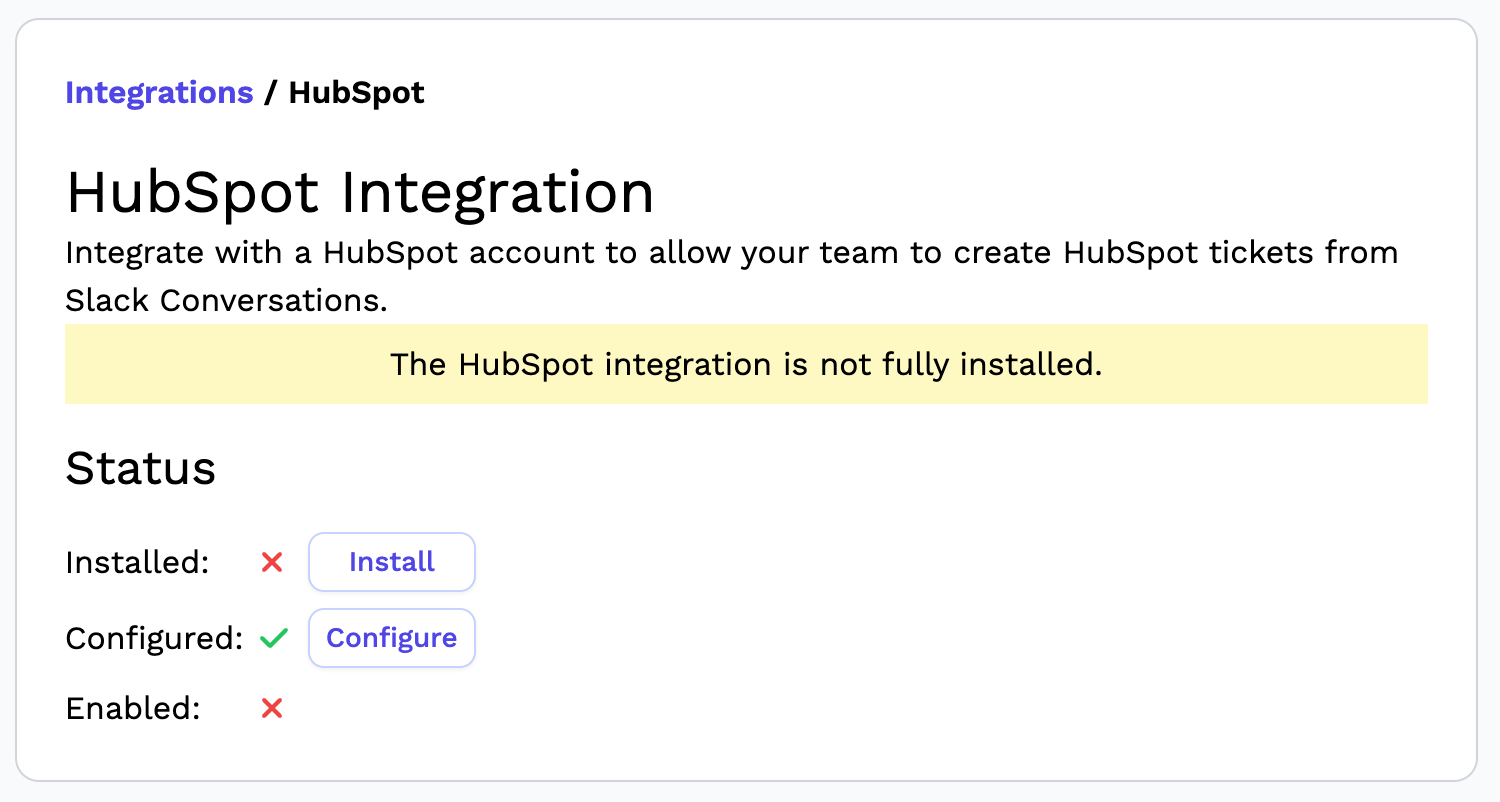 Integrations / HubSpot
HubSpot Integration
Integrate with a HubSpot account to allow your team to create HubSpot tickets from
Slack Conversations.
The HubSpot integration is not fully installed.
Status
Installed: Install
Configured: Configure
Enabled: